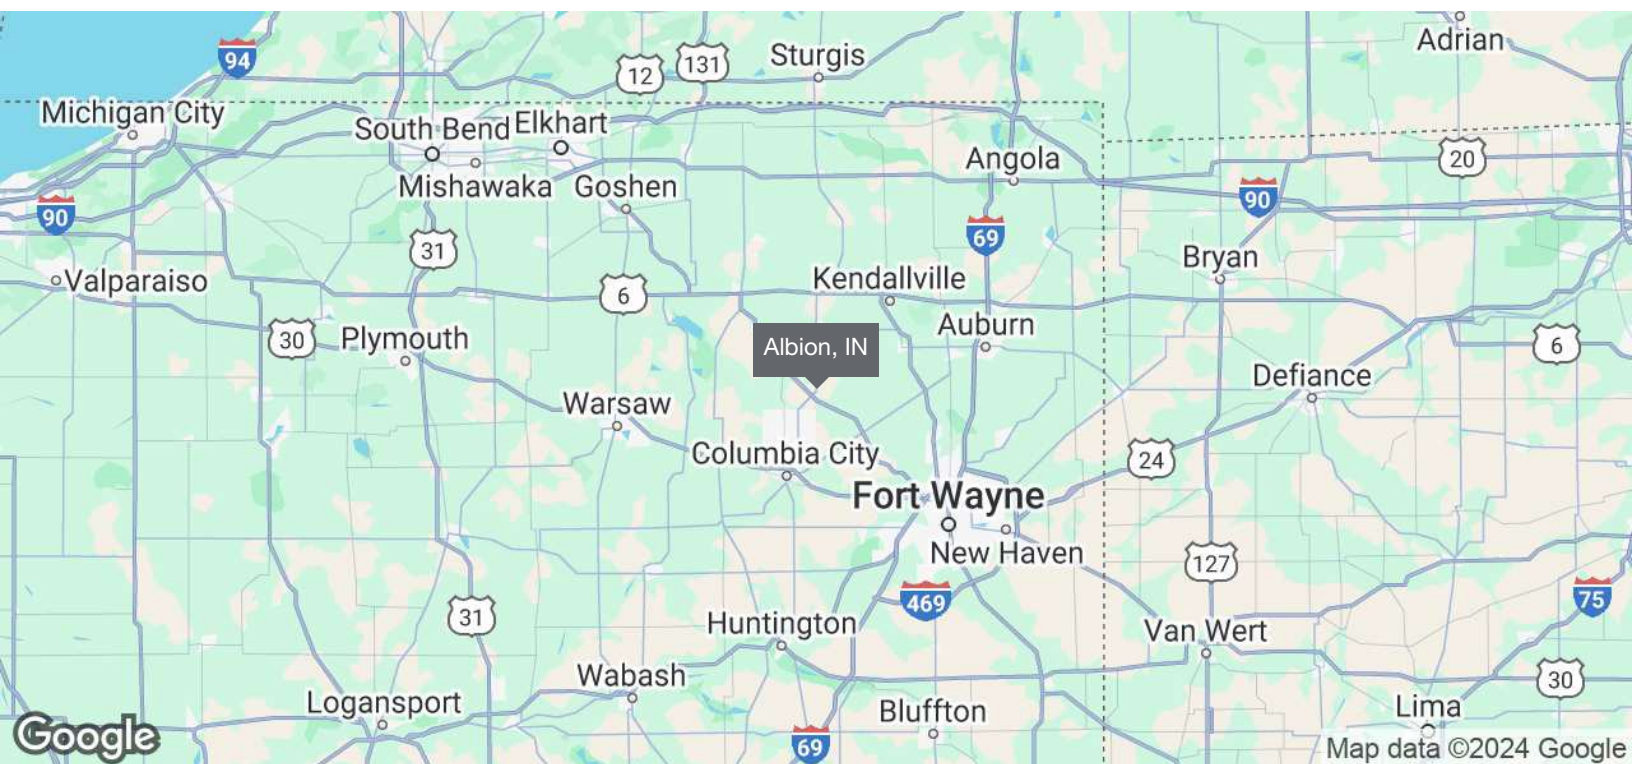 Adrian
Sturgis
94
12
131
Michigan City
South Bend
Elkhart
Angola
20
Mishawaka
Goshen
90
90
31
69
Bryan
Valparaiso
Kendallville
6
30
Plymouth
Auburn
6
Albion, IN
Defiance
Warsaw
Columbia City
24
Fort Wayne
New Haven
127
469
75
31
Huntington
Van Wert
Wabash
30
Logansport
Bluffton
Lima
69
Google
Map data ©2024 Google